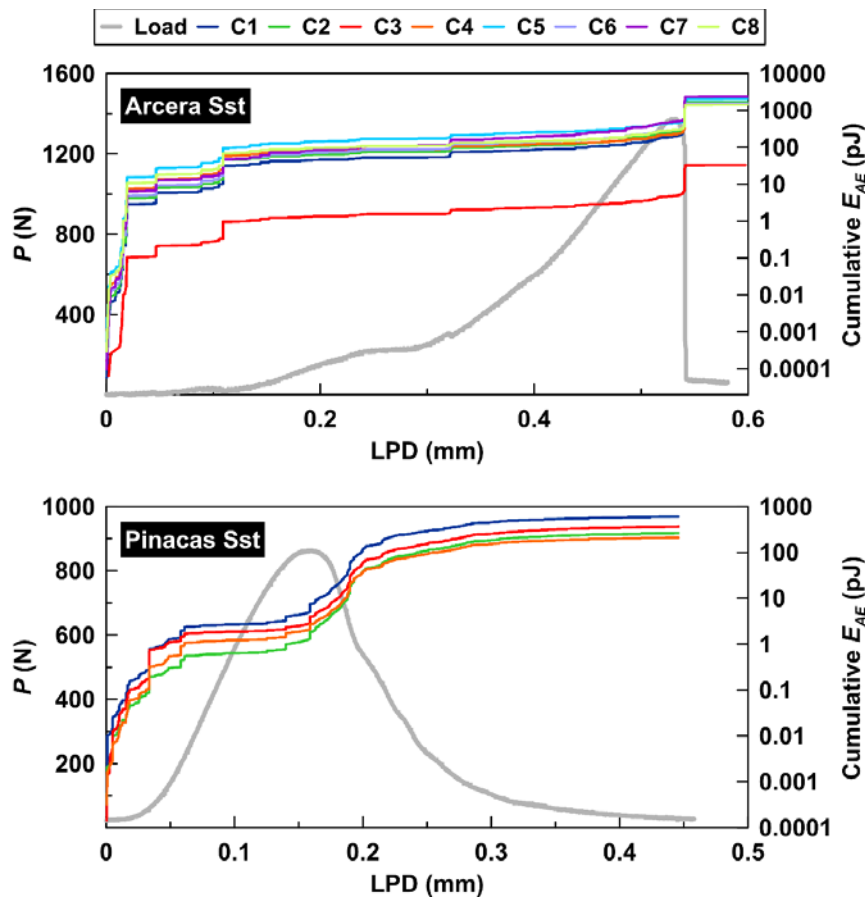 Load C1 C2 C3 C4 C5 C6 C7 C8
Arcera Sst
P (N)
1600
1200
800
400
10000
1000
100
10
1
0.1
0.01
0.001
0.0001
Cumulative E_AE (pJ)
0 0.2 0.4 0.6
LPD (mm)
Pinacas Sst
P (N)
1000
800
600
400
200
1000
100
10
1
0.1
0.01
0.001
0.0001
Cumulative E_AE (pJ)
0 0.1 0.2 0.3 0.4 0.5
LPD (mm)